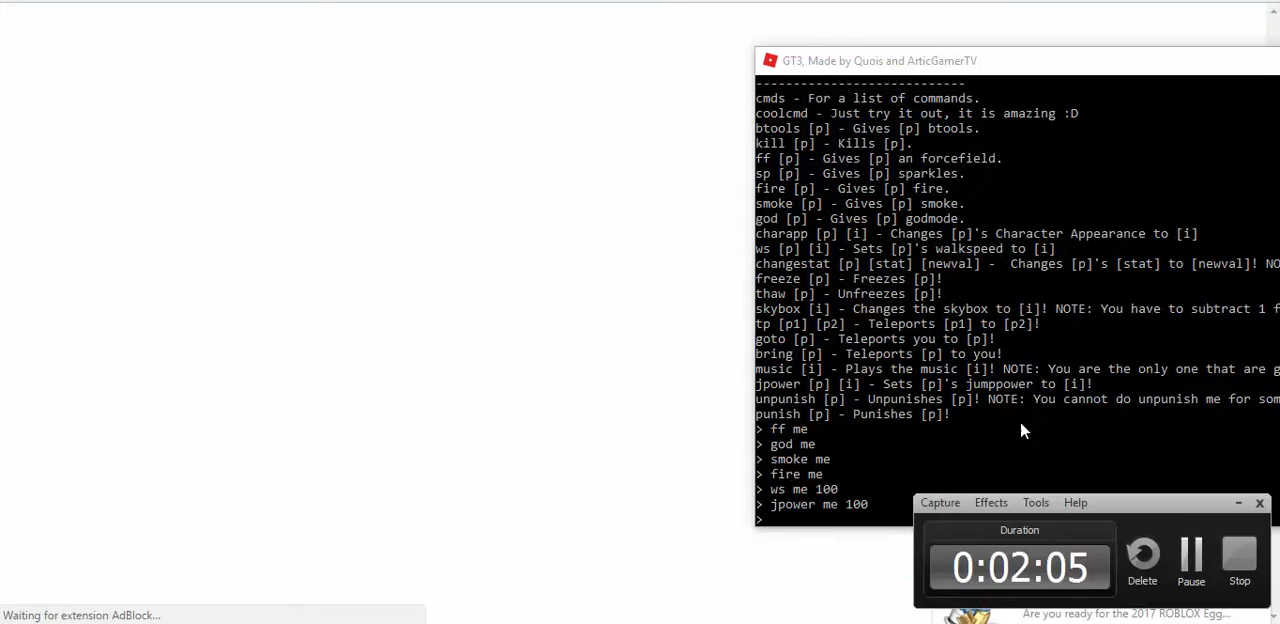 GT3, Made by Quois and ArticGamerTV
----------------------------
cmds - For a list of commands.
coolcmd - Just try it out, it is amazing :D
btools [p] - Gives [p] btools.
kill [p] - Kills [p].
ff [p] - Gives [p] an forcefield.
sp [p] - Gives [p] sparkles.
fire [p] - Gives [p] fire.
smoke [p] - Gives [p] smoke.
god [p] - Gives [p] godmode.
charapp [p] [i] - Changes [p]'s Character Appearance to [i]
ws [p] [i] - Sets [p]'s walkspeed to [i]
changestat [p] [stat] [newval] -  Changes [p]'s [stat] to [newval]! NO
freeze [p] - Freezes [p]!
thaw [p] - Unfreezes [p]!
skybox [i] - Changes the skybox to [i]! NOTE: You have to subtract 1 f
tp [p1] [p2] - Teleports [p1] to [p2]!
goto [p] - Teleports you to [p]!
bring [p] - Teleports [p] to you!
music [i] - Plays the music [i]! NOTE: You are the only one that are g
jpower [p] [i] - Sets [p]'s jumppower to [i]!
unpunish [p] - Unpunishes [p]! NOTE: You cannot do unpunish me for som
punish [p] - Punishes [p]!
> ff me
> god me
> smoke me
> fire me
> ws me 100
> jpower me 100
>
Capture Effects Tools Help
Duration
0:02:05
Delete Pause Stop
Waiting for extension AdBlock...
Are you ready for the 2017 ROBLOX Egg...